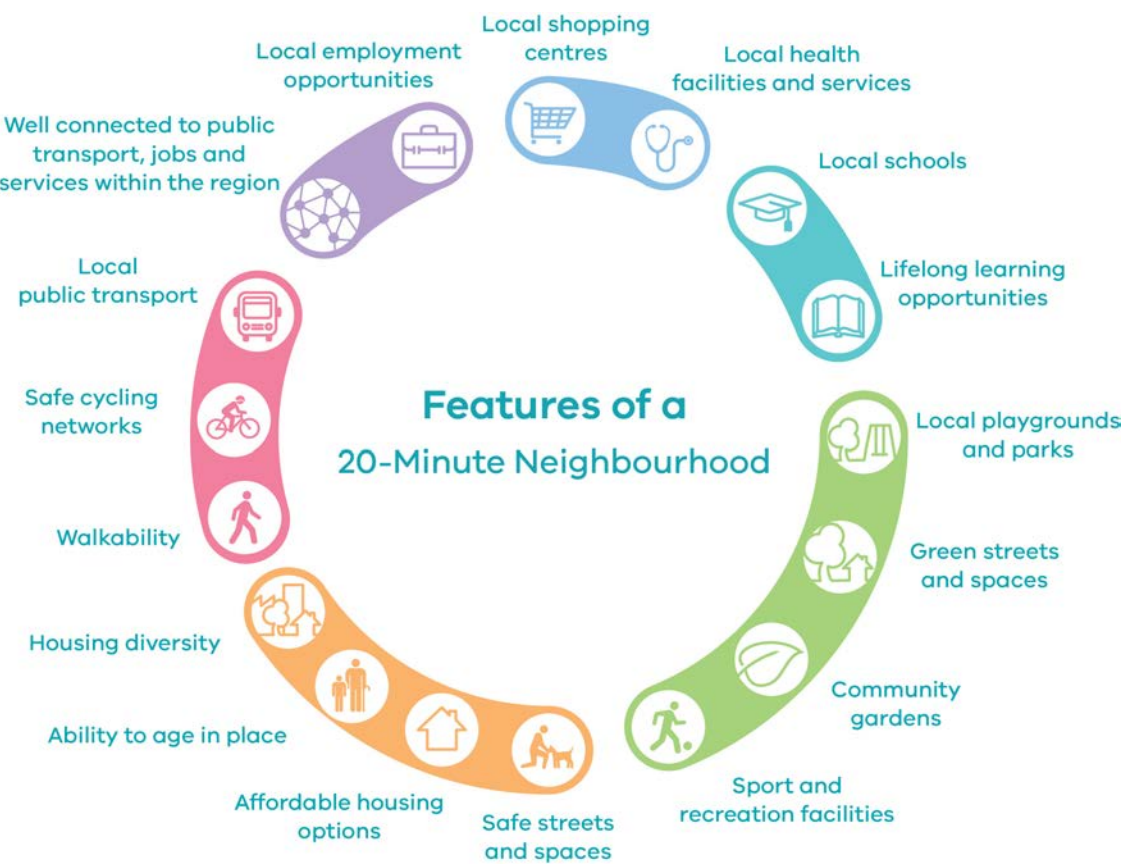 Local shopping
centres
Local health
facilities and services
Local schools
Lifelong learning
opportunities
Local playgrounds
and parks
Green streets
and spaces
Community
gardens
Sport and
recreation facilities
Safe streets
and spaces
Affordable housing
options
Ability to age in place
Housing diversity
Walkability
Safe cycling
networks
Local
public transport
Well connected to public
transport, jobs and
services within the region
Local employment
opportunities
Features of a
20-Minute Neighbourhood